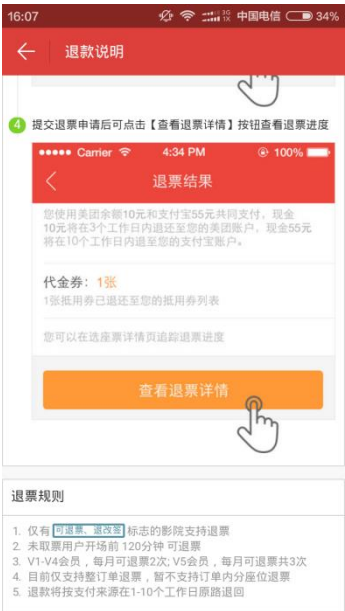 16:07 3G 1X 中国电信 34%
退款说明
4 提交退票申请后可点击【查看退票详情】按钮查看退票进度
Carrier 4:34 PM 100%
退票结果
您使用美团余额10元和支付宝55元共同支付，现金
10元将在3个工作日内退还至您的美团账户，现金55元
将在10个工作日内退至您的支付宝账户。
代金券：1张
1张抵用券已退还至您的抵用券列表
您可以在选座票详情页追踪退票进度
查看退票详情
退票规则
1. 仅有 可退票、退改签 标志的影院支持退票
2. 未取票用户开场前 120分钟 可退票
3. V1-V4会员，每月可退票2次; V5会员，每月可退票共3次
4. 目前仅支持整订单退票，暂不支持订单内分座位退票
5. 退款将按支付来源在1-10个工作日原路退回